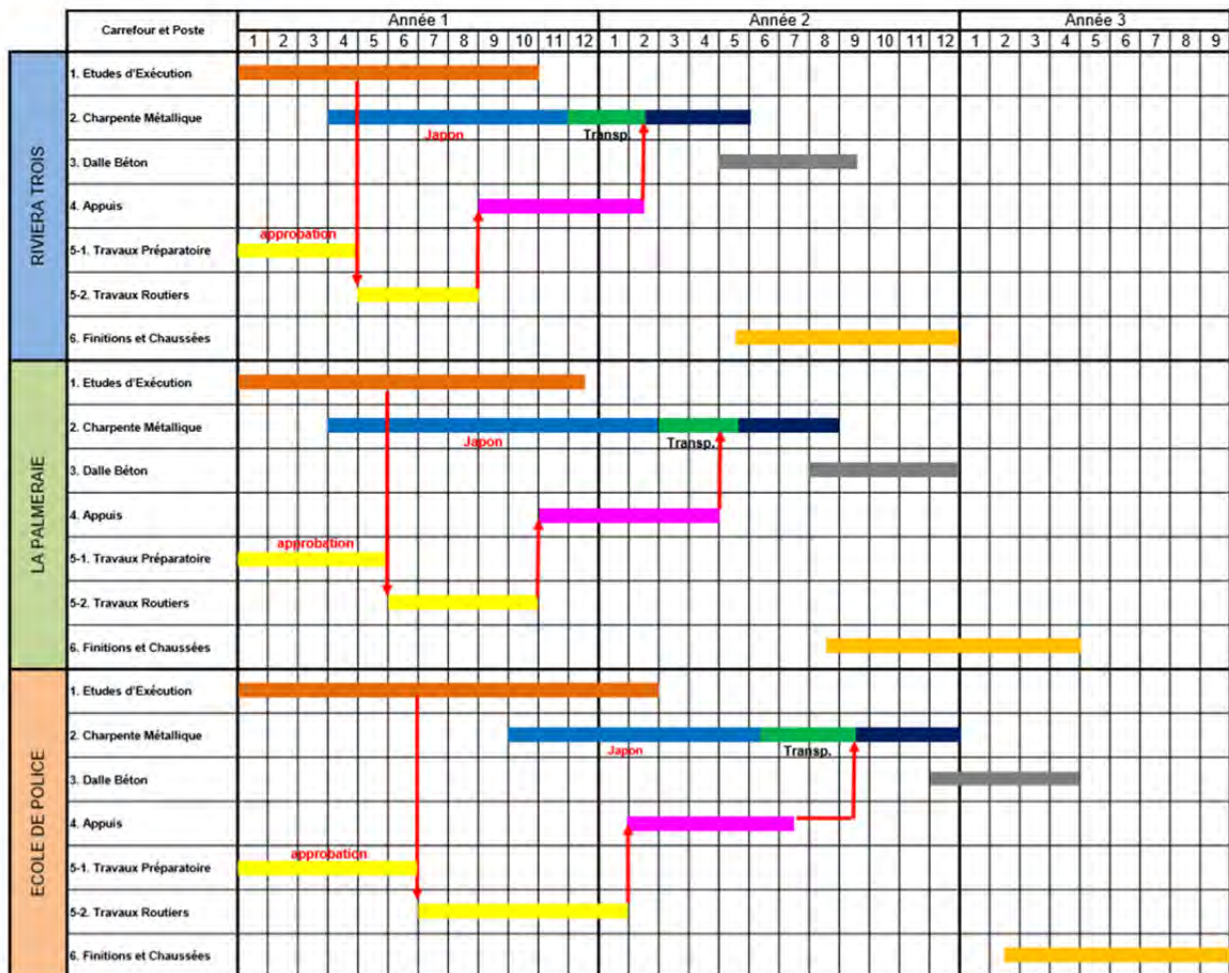 Carrefour et Poste
Année 1 Année 2 Année 3
1 2 3 4 5 6 7 8 9 10 11 12 1 2 3 4 5 6 7 8 9 10 11 12 1 2 3 4 5 6 7 8 9
RIVIERA TROIS
1. Etudes d'Exécution
2. Charpente Métallique
Japon Transp.
3. Dalle Béton
4. Appuis
approbation
5-1. Travaux Préparatoire
5-2. Travaux Routiers
6. Finitions et Chaussées
LA PALMERAIE
1. Etudes d'Exécution
2. Charpente Métallique
Japon Transp.
3. Dalle Béton
4. Appuis
approbation
5-1. Travaux Préparatoire
5-2. Travaux Routiers
6. Finitions et Chaussées
ECOLE DE POLICE
1. Etudes d'Exécution
2. Charpente Métallique
Japon Transp.
3. Dalle Béton
4. Appuis
approbation
5-1. Travaux Préparatoire
5-2. Travaux Routiers
6. Finitions et Chaussées